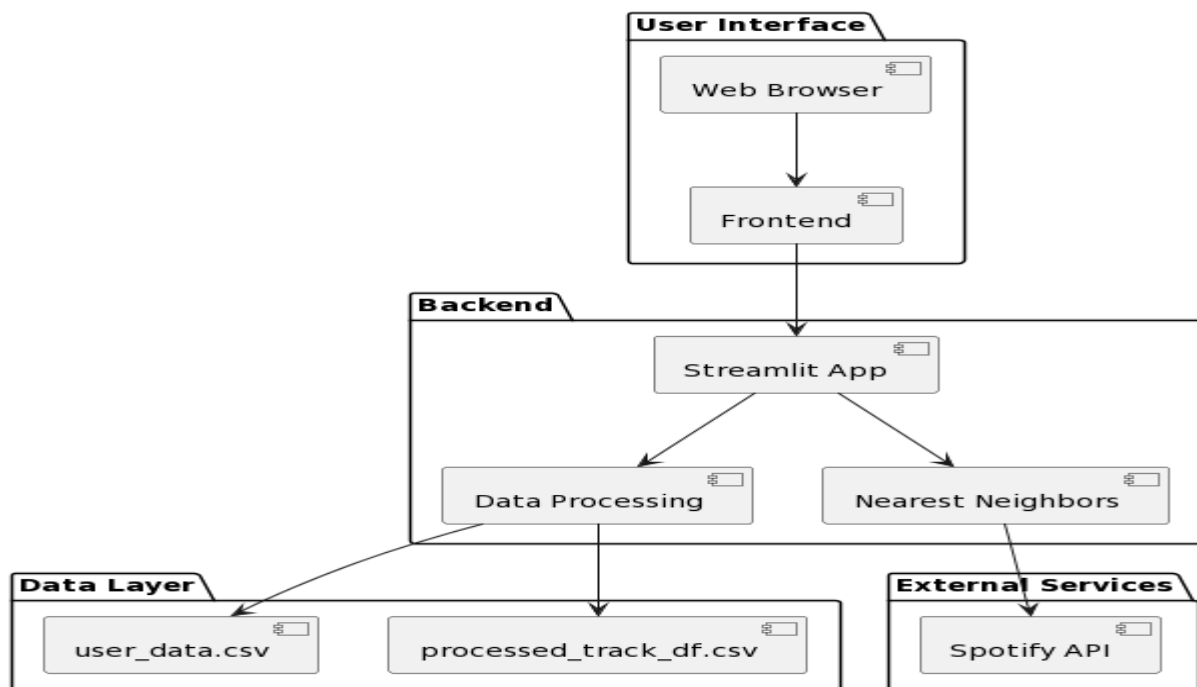 User Interface
Web Browser
Frontend
Backend
Streamlit App
Data Processing
Nearest Neighbors
Data Layer
External Services
user_data.csv
processed_track_df.csv
Spotify API